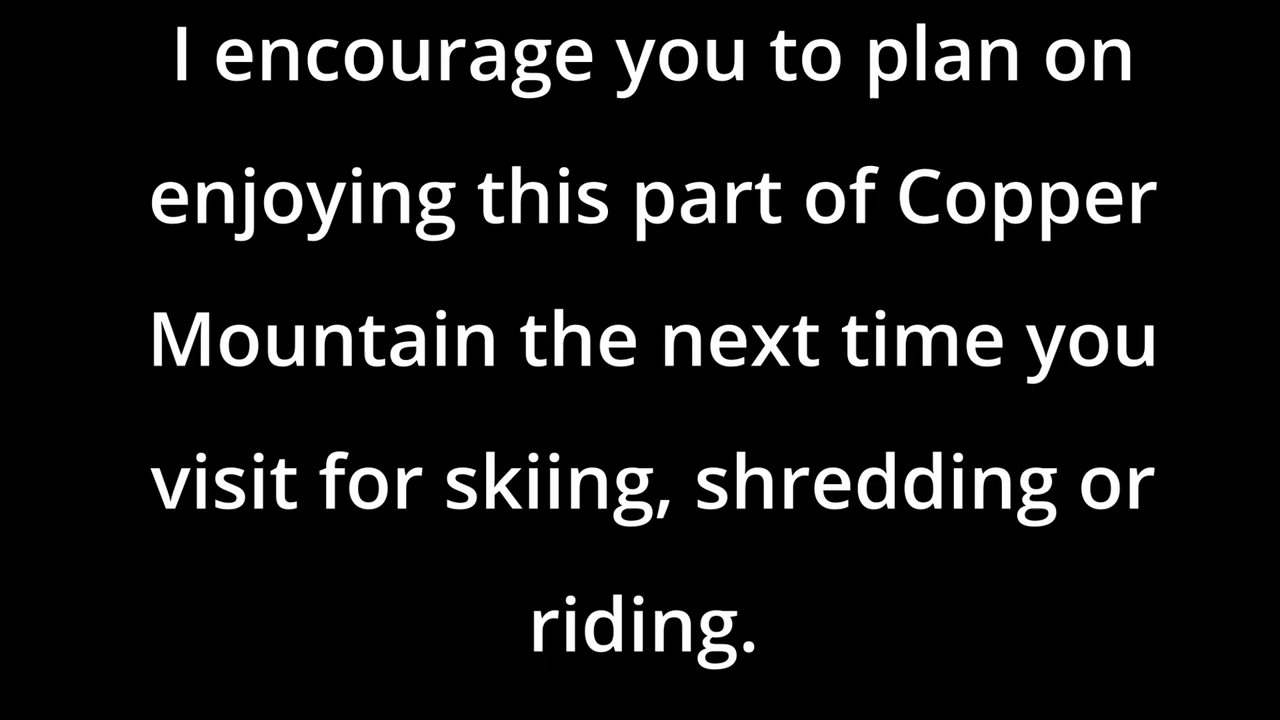 I encourage you to plan on
enjoying this part of Copper
Mountain the next time you
visit for skiing, shredding or
riding.